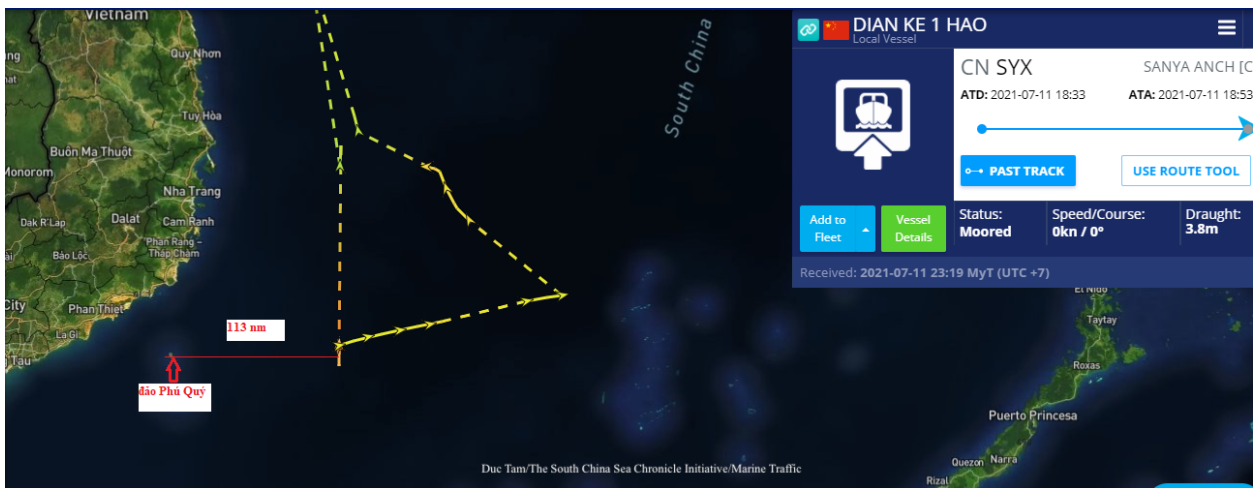 Vietnam
Quy Nhơn
Tuy Hòa
Buôn Ma Thuột
Monorom
Nha Trang
Dak R'Lap
Dalat
Cam Ranh
Phan Rang –
Tháp Chàm
Bảo Lộc
City
Phan Thiết
La Gi
Tau
113 nm
đảo Phú Quý
South China
DIAN KE 1 HAO
Local Vessel
CN SYX
SANYA ANCH [C
ATD: 2021-07-11 18:33
ATA: 2021-07-11 18:53
PAST TRACK
USE ROUTE TOOL
Add to
Fleet
Vessel
Details
Status:
Moored
Speed/Course:
0kn / 0°
Draught:
3.8m
Received: 2021-07-11 23:19 MyT (UTC +7)
El Nido
Taytay
Roxas
Puerto Princesa
Quezon
Narra
Rizal
Duc Tam/The South China Sea Chronicle Initiative/Marine Traffic